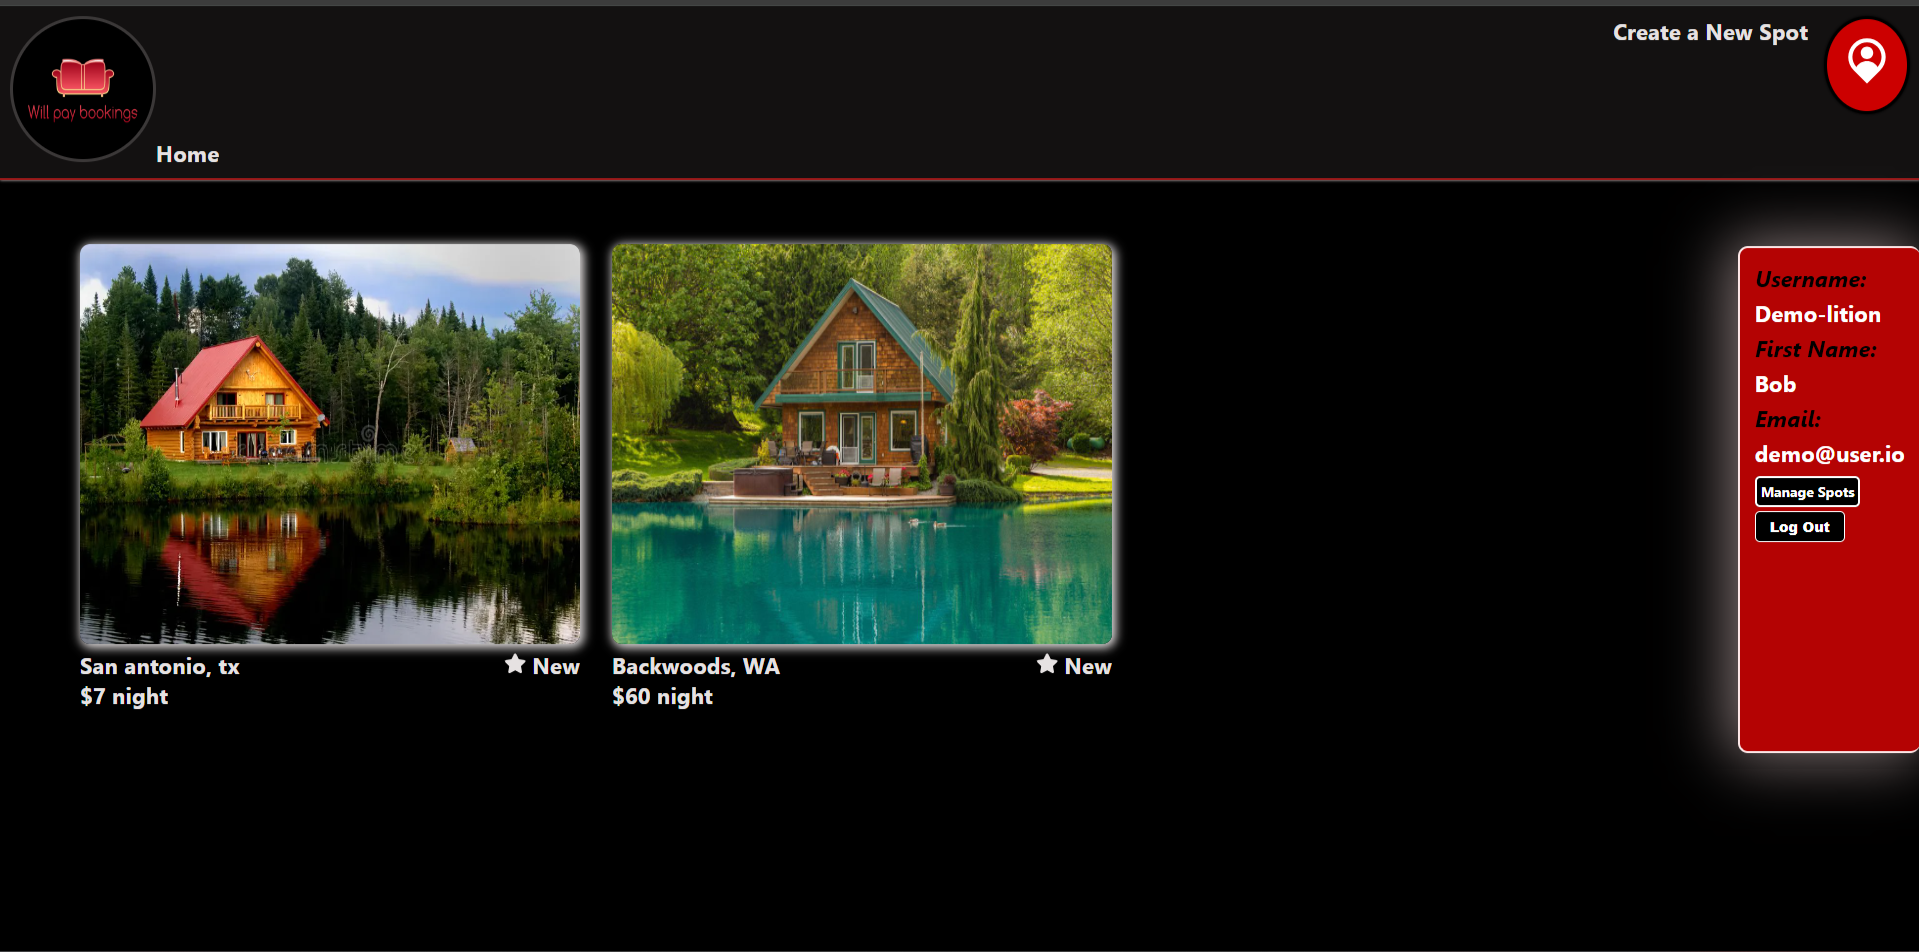 Will pay bookings
Home
Create a New Spot
San antonio, tx
New
$7 night
Backwoods, WA
New
$60 night
Username:
Demo-lition
First Name:
Bob
Email:
demo@user.io
Manage Spots
Log Out